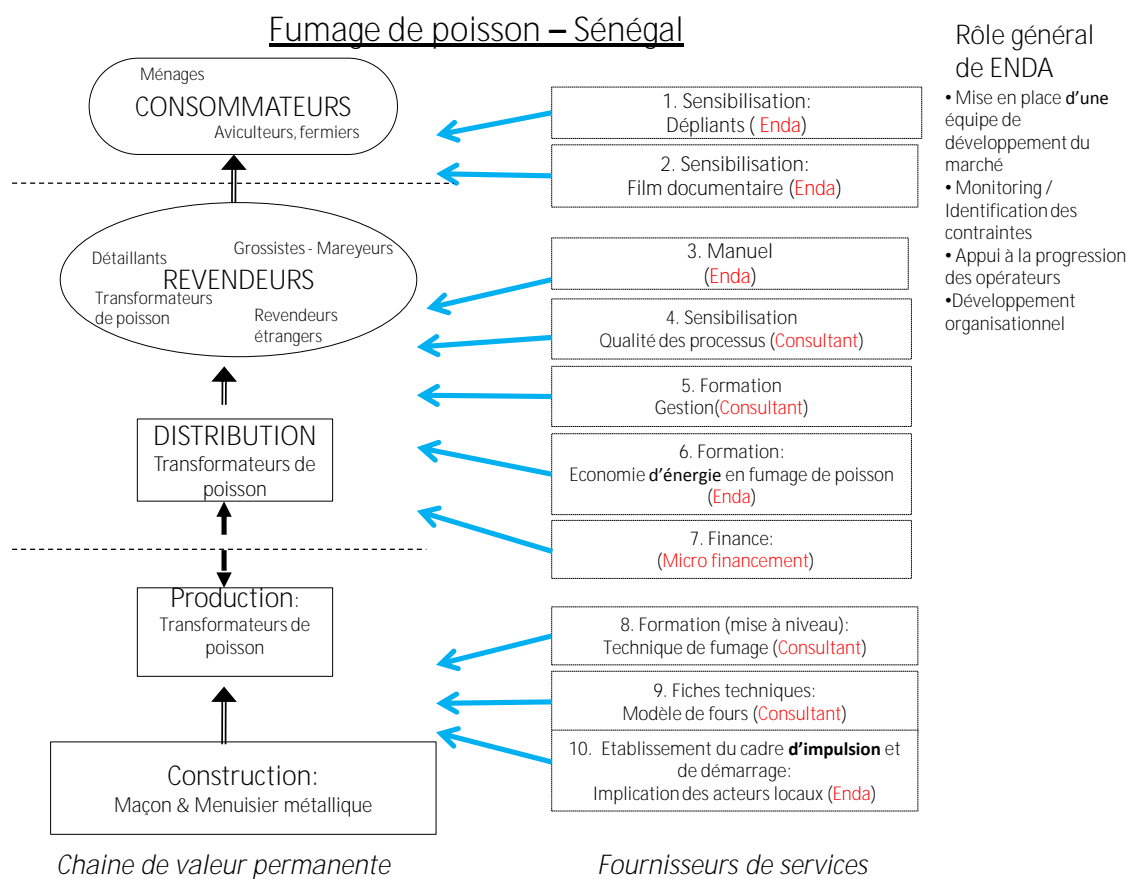 Fumage de poisson – Sénégal
Ménages
CONSOMMATEURS
Aviculteurs, fermiers
Grossistes - Mareyeurs
Détaillants
REVENDEURS
Transformateurs
de poisson
Revendeurs
étrangers
DISTRIBUTION
Transformateurs de
poisson
Production:
Transformateurs de
poisson
Construction:
Maçon & Menuisier métallique
Chaine de valeur permanente
1. Sensibilisation:
Dépliants ( Enda)
2. Sensibilisation:
Film documentaire (Enda)
3. Manuel
(Enda)
4. Sensibilisation
Qualité des processus (Consultant)
5. Formation
Gestion(Consultant)
6. Formation:
Economie d’énergie en fumage de poisson
(Enda)
7. Finance:
(Micro financement)
8. Formation (mise à niveau):
Technique de fumage (Consultant)
9. Fiches techniques:
Modèle de fours (Consultant)
10. Etablissement du cadre d’impulsion et
de démarrage:
Implication des acteurs locaux (Enda)
Fournisseurs de services
Rôle général
de ENDA
• Mise en place d’une
équipe de
développement du
marché
• Monitoring /
Identification des
contraintes
• Appui à la progression
des opérateurs
•Développement
organisationnel